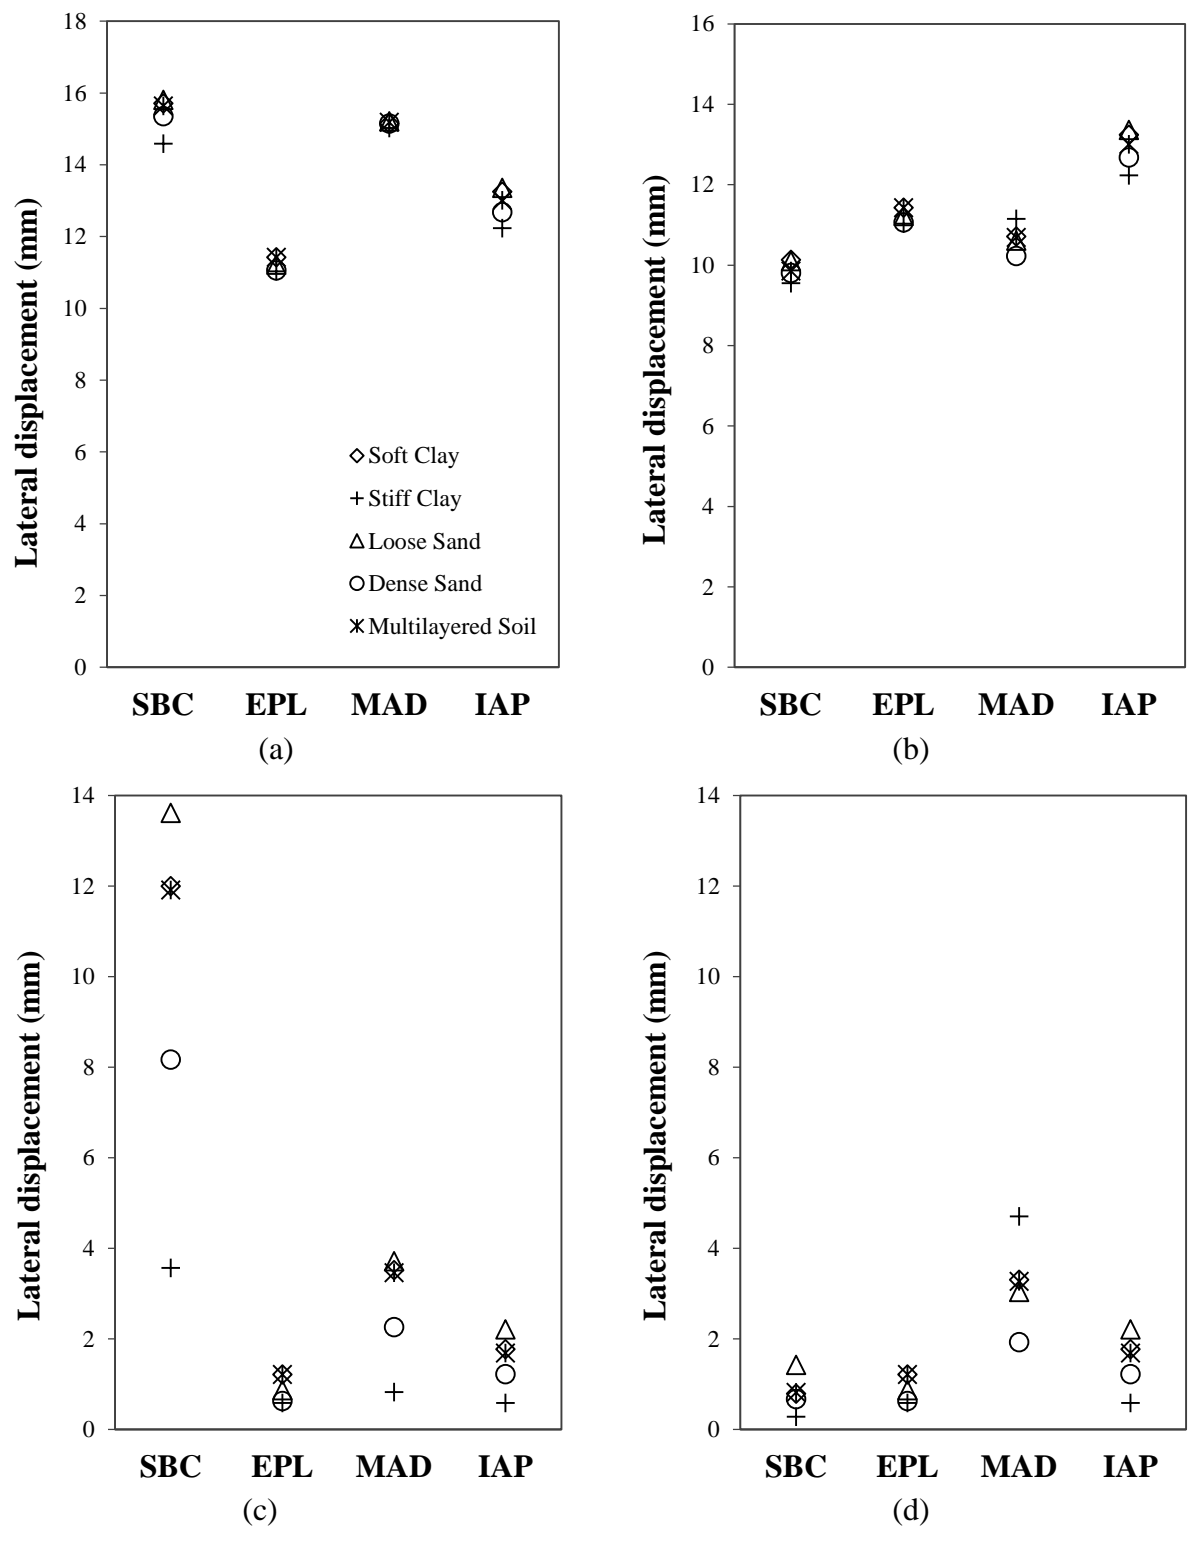 18
16
14
12
10
8
6
4
2
0
Lateral displacement (mm)
Soft Clay
Stiff Clay
Loose Sand
Dense Sand
Multilayered Soil
SBC EPL MAD IAP
(a)
16
14
12
10
8
6
4
2
0
Lateral displacement (mm)
SBC EPL MAD IAP
(b)
14
12
10
8
6
4
2
0
Lateral displacement (mm)
SBC EPL MAD IAP
(c)
14
12
10
8
6
4
2
0
Lateral displacement (mm)
SBC EPL MAD IAP
(d)